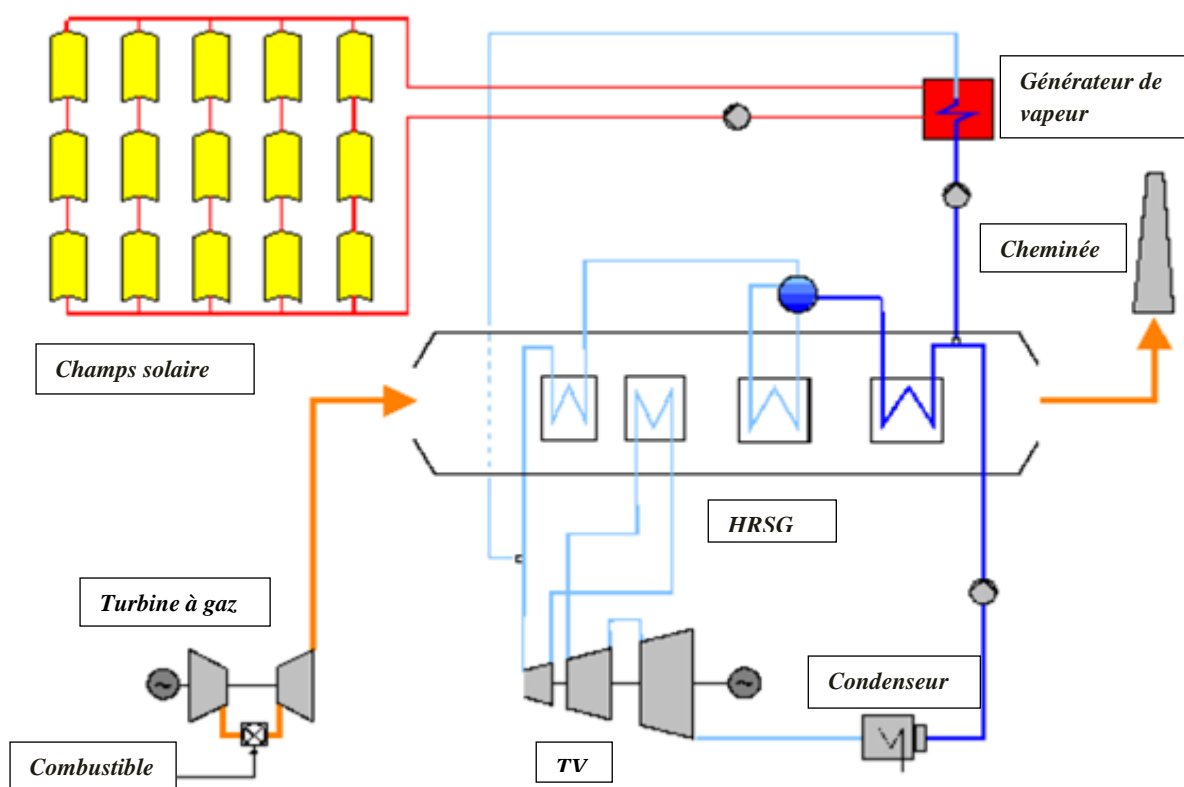 Générateur de
vapeur
Cheminée
Champs solaire
HRSG
Turbine à gaz
Condenseur
Combustible
TV
~
~